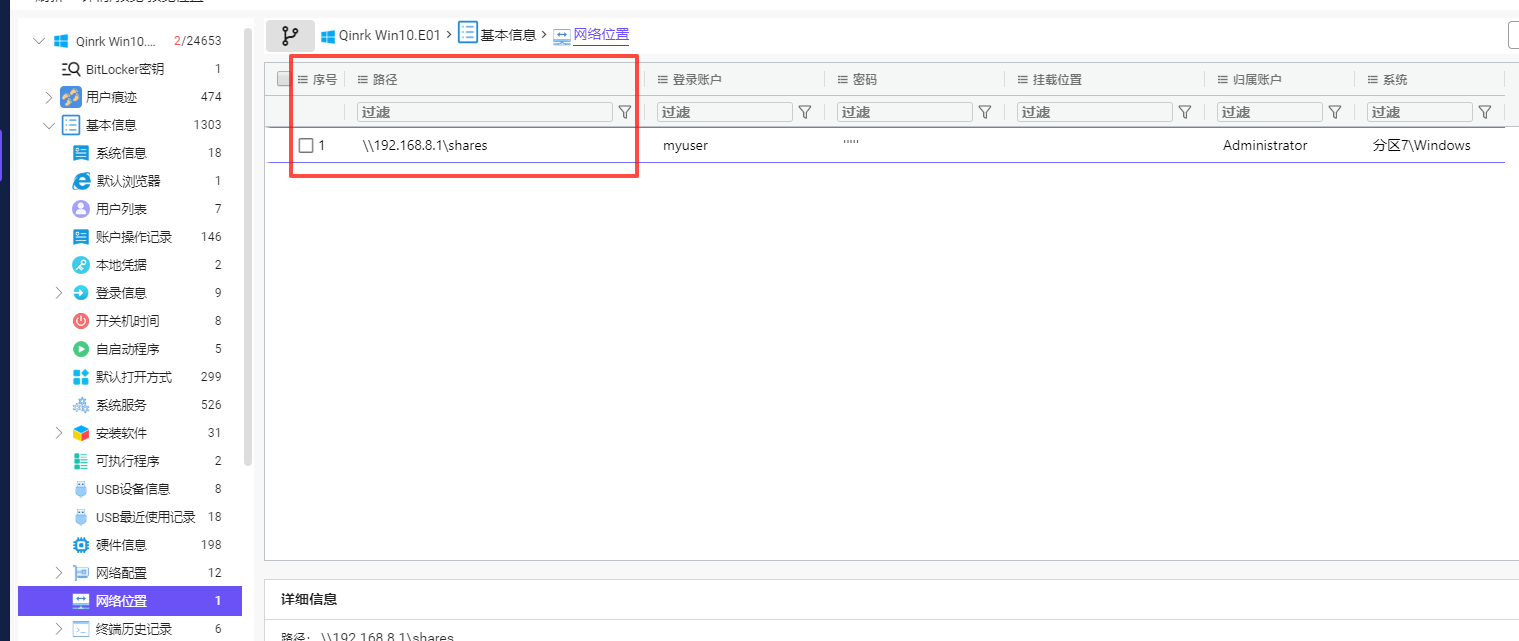 Qinrk Win10.... 2/24653
BitLocker密钥 1
用户痕迹 474
基本信息 1303
系统信息 18
默认浏览器 1
用户列表 7
账户操作记录 146
本地凭据 2
登录信息 9
开关机时间 8
自启动程序 5
默认打开方式 299
系统服务 526
安装软件 31
可执行程序 2
USB设备信息 8
USB最近使用记录 18
硬件信息 198
网络配置 12
网络位置 1
终端历史记录 6
Qinrk Win10.E01 › 基本信息 › 网络位置
序号 路径 登录账户 密码 挂载位置 归属账户 系统
过滤 过滤 过滤 过滤 过滤 过滤
1 \\192.168.8.1\shares myuser '''''' Administrator 分区7\Windows
详细信息
路径: \\192.168.8.1\shares